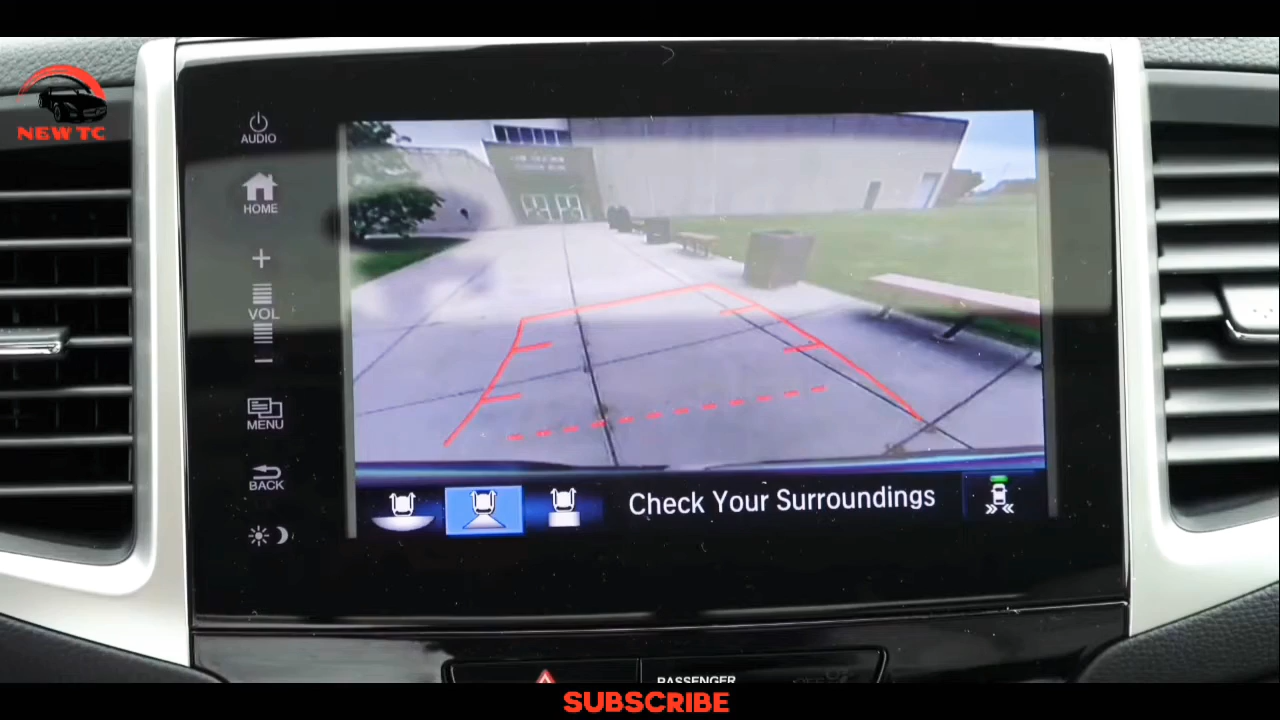 NEW TC
AUDIO
HOME
+
VOL
−
MENU
BACK
Check Your Surroundings
PASSENGER
SUBSCRIBE